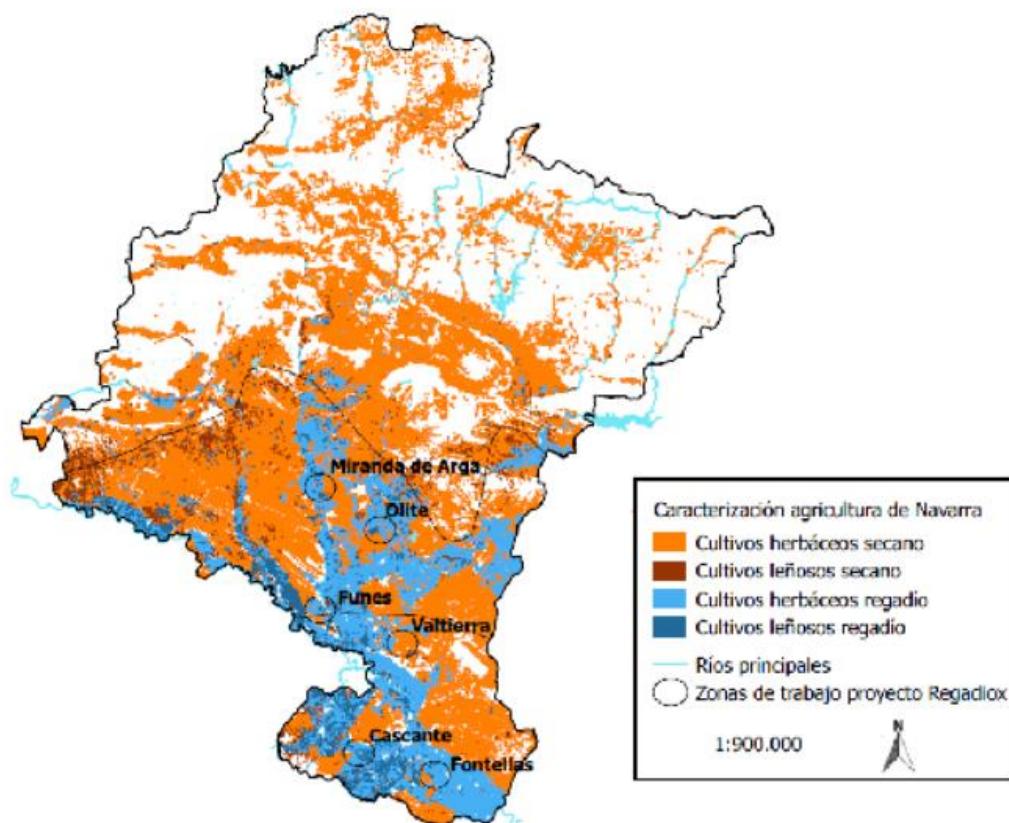 Miranda de Arga
Olite
Funes
Valtierra
Cascante
Fontellas
Caracterización agricultura de Navarra
Cultivos herbáceos secano
Cultivos leñosos secano
Cultivos herbáceos regadío
Cultivos leñosos regadío
Ríos principales
Zonas de trabajo proyecto Regadiox
1:900.000
N